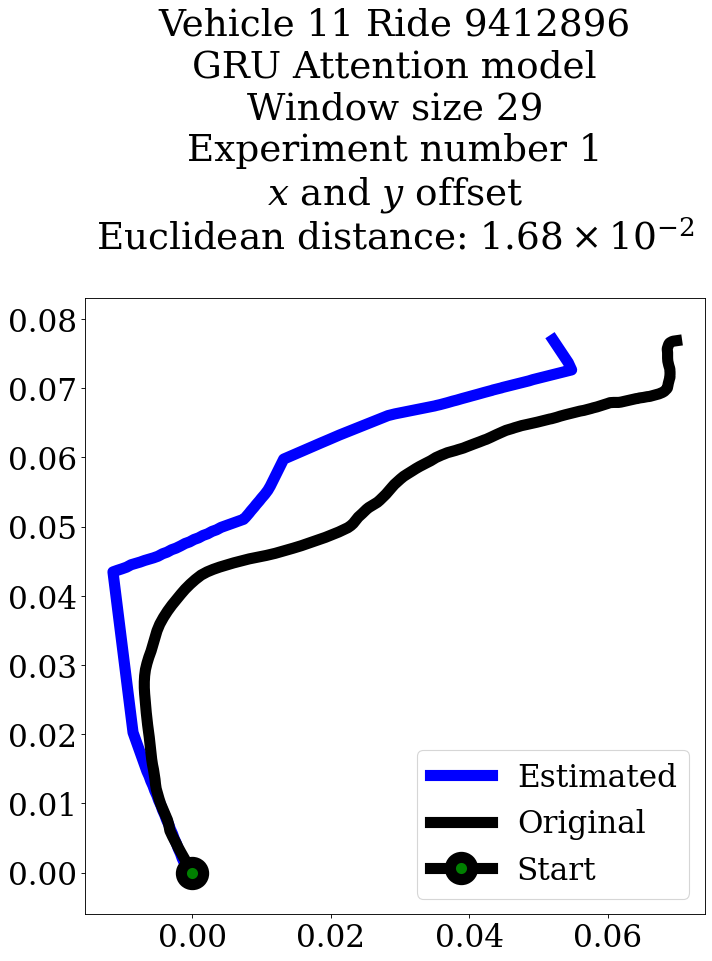 Vehicle 11 Ride 9412896
GRU Attention model
Window size 29
Experiment number 1
x and y offset
Euclidean distance: 1.68 × 10⁻²
0.08
0.07
0.06
0.05
0.04
0.03
0.02
0.01
0.00
Estimated
Original
Start
0.00 0.02 0.04 0.06